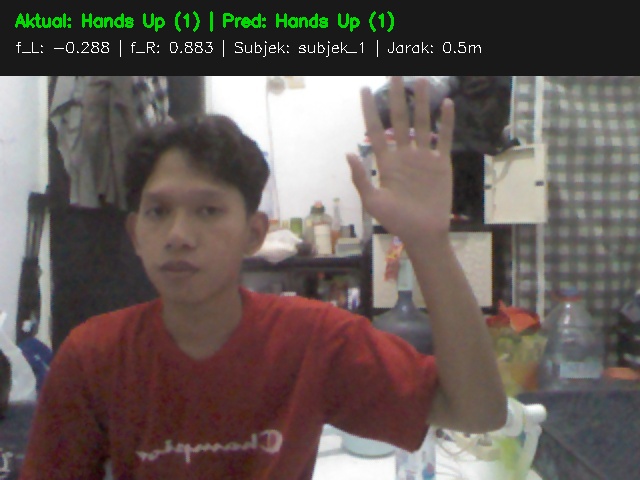 Aktual: Hands Up (1) | Pred: Hands Up (1)
f_L: -0.288 | f_R: 0.883 | Subjek: subjek_1 | Jarak: 0.5m
Champion